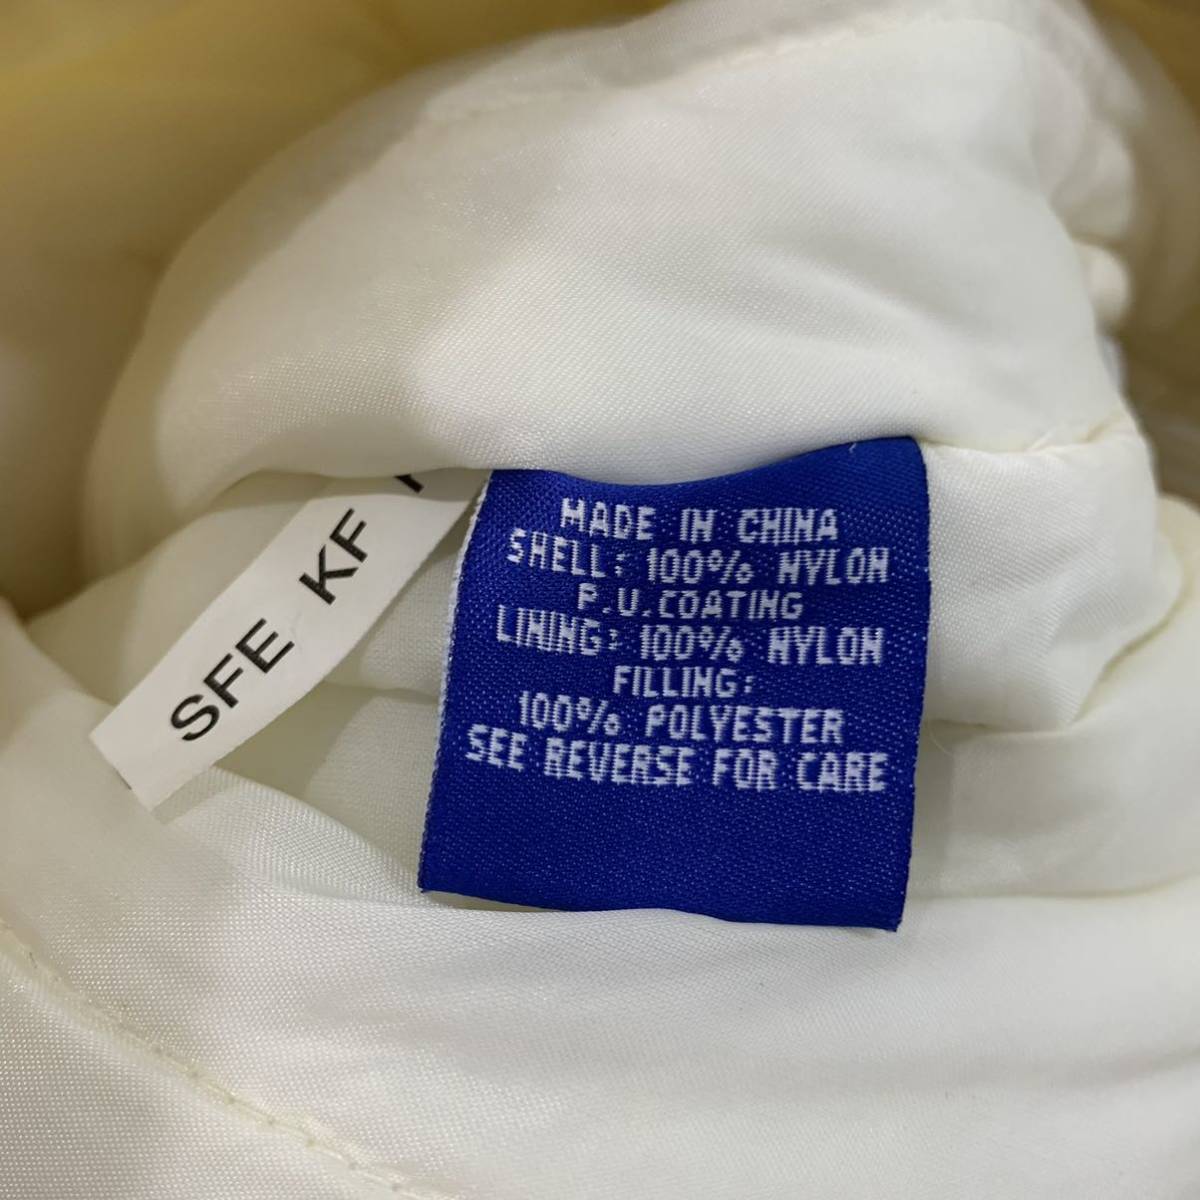 MADE IN CHINA
SHELL: 100% NYLON
P.U.COATING
LINING: 100% NYLON
FILLING:
100% POLYESTER
SEE REVERSE FOR CARE
SFE KF